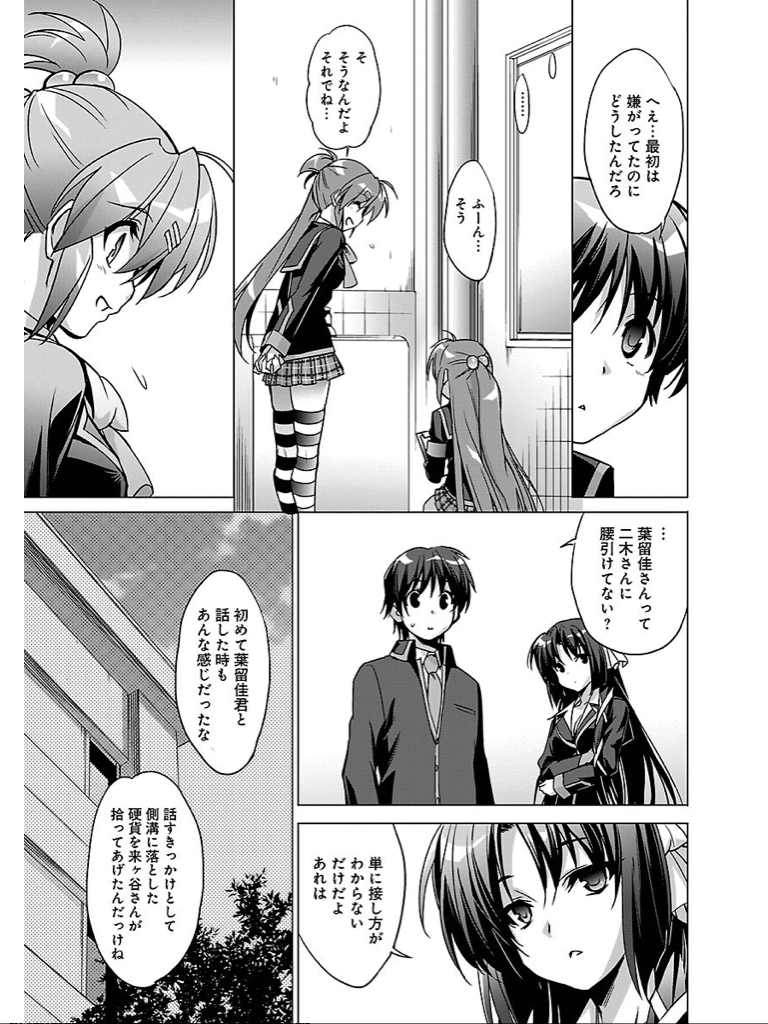 へえ…最初は
嫌がってたのに
どうしたんだろ
………
ふーん…
そう
そ
そうなんだよ
それでね…
…
葉留佳さんって
二木さんに
腰引けてない？
単に接し方が
わからない
だけだよ
あれは
初めて葉留佳君と
話した時も
あんな感じだったな
話すきっかけとして
側溝に落とした
硬貨を来ヶ谷さんが
拾ってあげたんだっけね